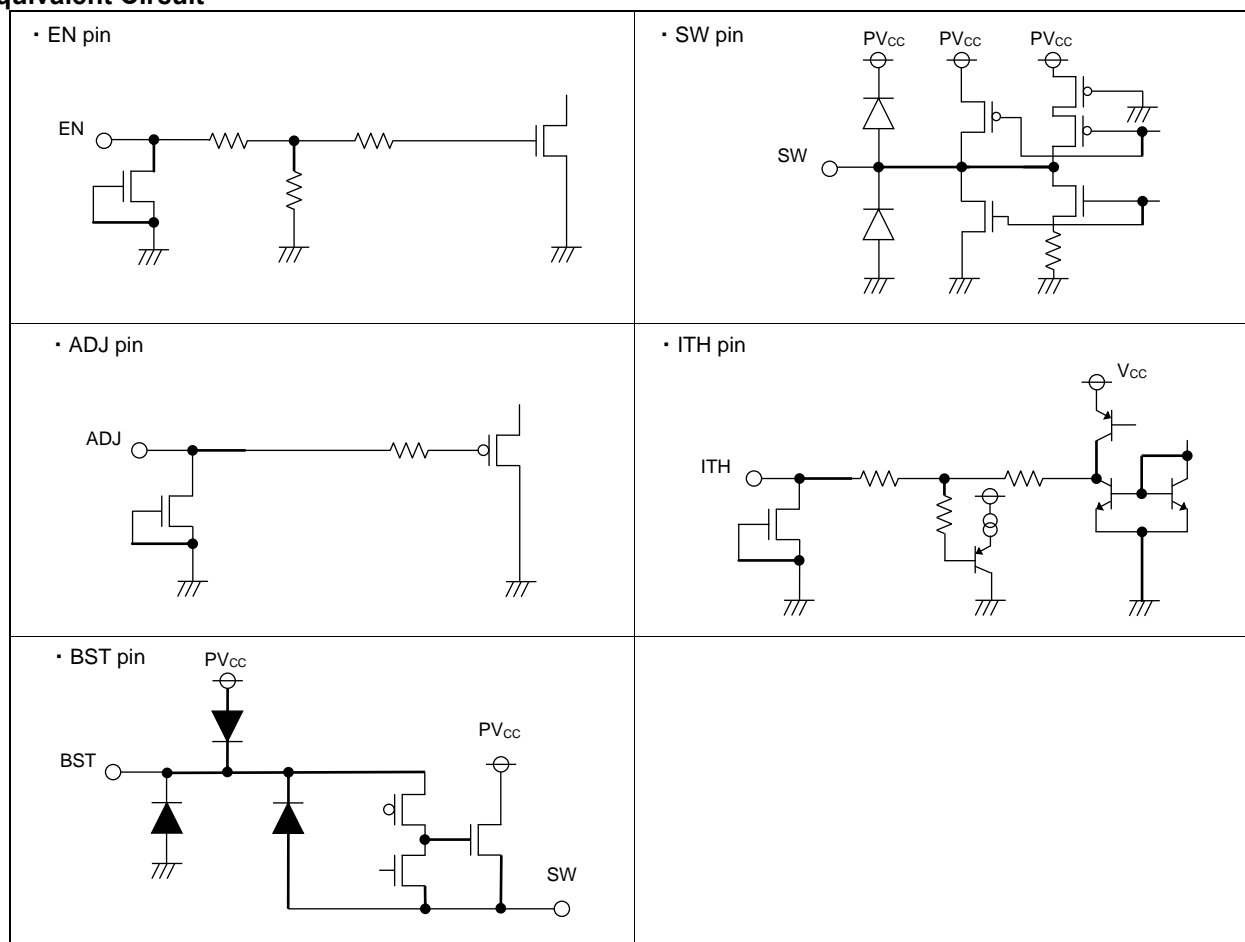 ・EN pin
EN
・SW pin
PVCC PVCC PVCC
SW
・ADJ pin
ADJ
・ITH pin
VCC
ITH
・BST pin
PVCC
PVCC
BST
SW